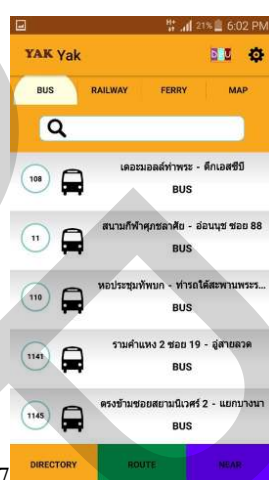 21% 6:02 PM
YAK Yak
BUS RAILWAY FERRY MAP
108 เดอะมอลล์ท่าพระ - ตึกเอสซีบี
BUS
11 สนามกีฬาศุภชลาศัย - อ่อนนุช ซอย 88
BUS
110 หอประชุมทัพบก - ท่ารถใต้สะพานพระร...
BUS
1141 รามคำแหง 2 ซอย 19 - อู่สายลวด
BUS
1145 ตรงข้ามซอยสยามนิเวศร์ 2 - แยกบางนา
BUS
DIRECTORY ROUTE NEAR
7